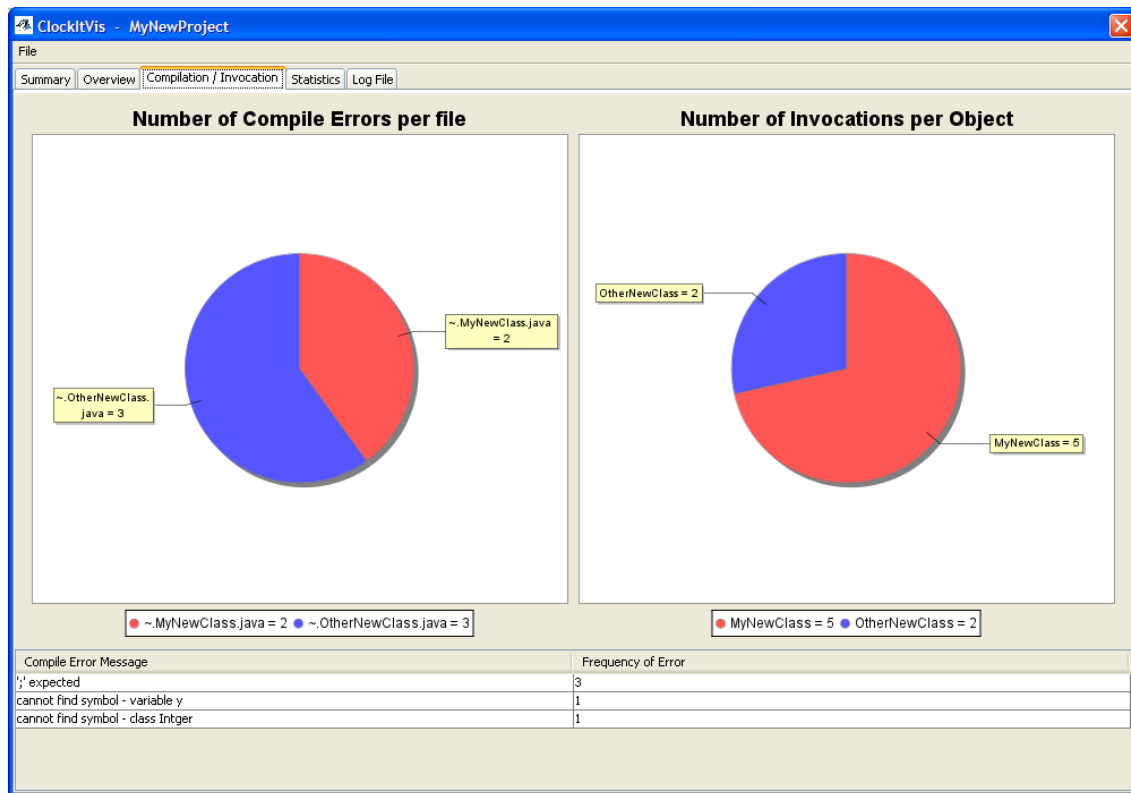 ClockItVis - MyNewProject
File
Summary Overview Compilation / Invocation Statistics Log File
Number of Compile Errors per file
Number of Invocations per Object
OtherNewClass = 2
~.MyNewClass.java
= 2
~.OtherNewClass.
java = 3
MyNewClass = 5
~.MyNewClass.java = 2 ~.OtherNewClass.java = 3
MyNewClass = 5 OtherNewClass = 2
Compile Error Message Frequency of Error
';' expected 3
cannot find symbol - variable y 1
cannot find symbol - class Intger 1